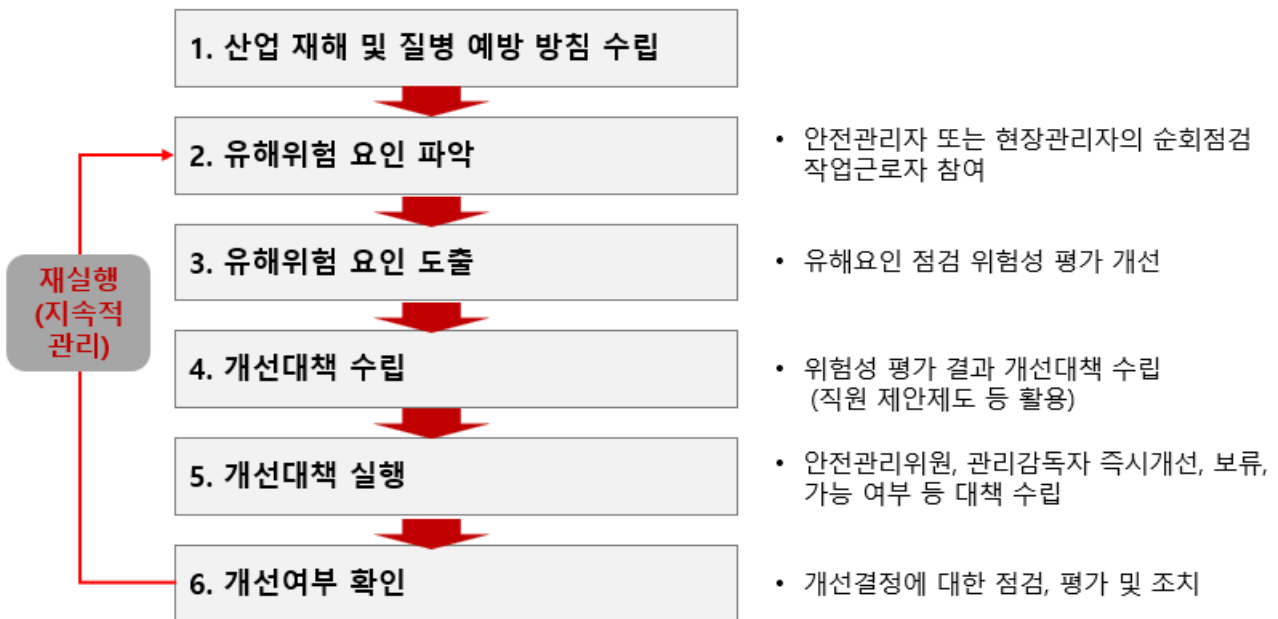 1. 산업 재해 및 질병 예방 방침 수립
2. 유해위험 요인 파악
• 안전관리자 또는 현장관리자의 순회점검
작업근로자 참여
3. 유해위험 요인 도출
• 유해요인 점검 위험성 평가 개선
재실행
(지속적
관리)
4. 개선대책 수립
• 위험성 평가 결과 개선대책 수립
(직원 제안제도 등 활용)
5. 개선대책 실행
• 안전관리위원, 관리감독자 즉시개선, 보류,
가능 여부 등 대책 수립
6. 개선여부 확인
• 개선결정에 대한 점검, 평가 및 조치